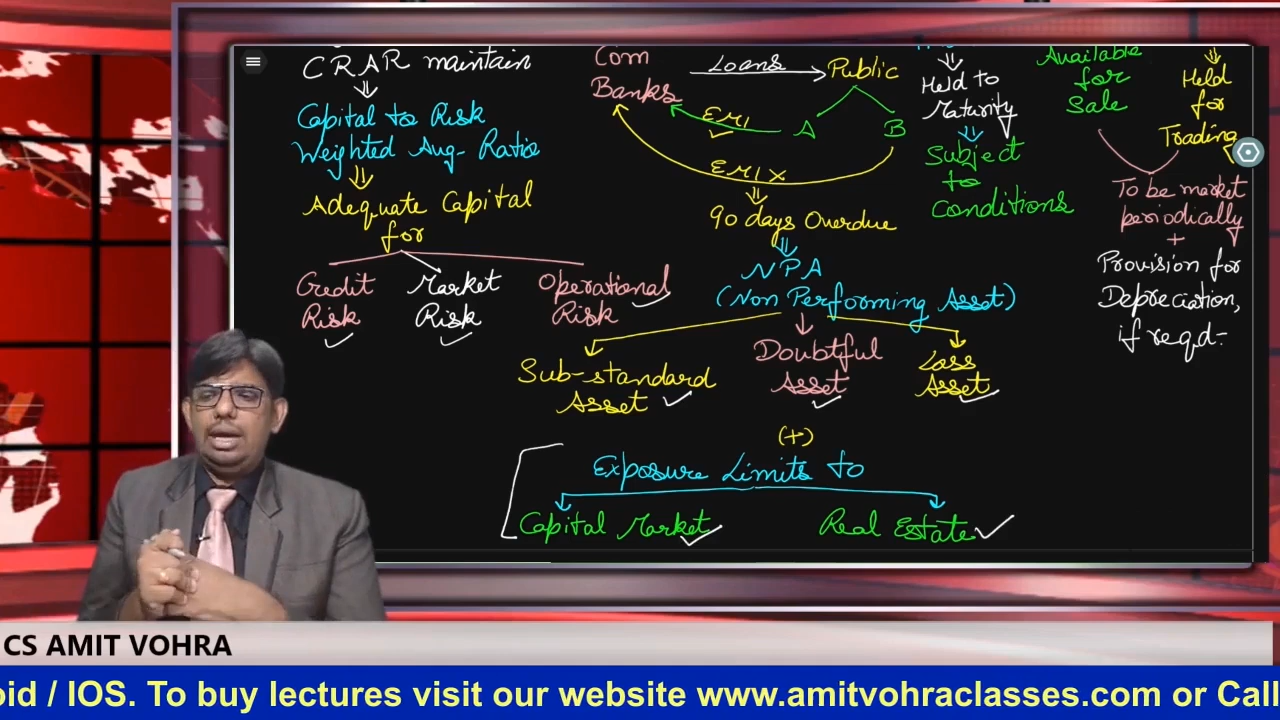 CRAR maintain
Capital to Risk
Weighted Avg- Ratio
Adequate Capital
for
Credit
Risk
Market
Risk
Operational
Risk
Com
Banks
Loans
Public
EMI
A
B
EMI X
90 days Overdue
NPA
(Non Performing Asset)
Sub-standard
Asset
Doubtful
Asset
Loss
Asset
(+)
Exposure Limits to
Capital Market
Real Estate
Held to
Maturity
Subject
to
Conditions
Available
for
Sale
Held
for
Trading
To be market
periodically
+
Provision for
Depreciation,
if reqd-
CS AMIT VOHRA
oid / IOS. To buy lectures visit our website www.amitvohraclasses.com or Call